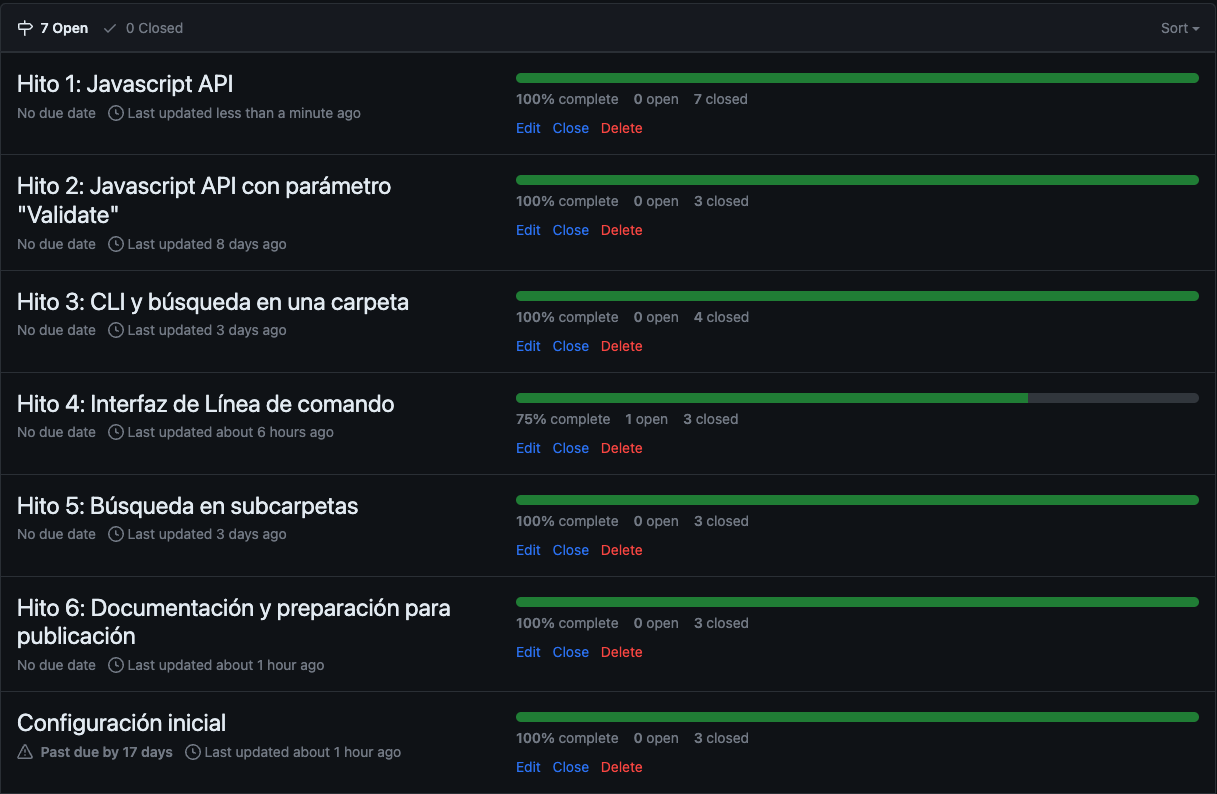 7 Open 0 Closed Sort
Hito 1: Javascript API
No due date Last updated less than a minute ago
100% complete 0 open 7 closed
Edit Close Delete
Hito 2: Javascript API con parámetro
"Validate"
No due date Last updated 8 days ago
100% complete 0 open 3 closed
Edit Close Delete
Hito 3: CLI y búsqueda en una carpeta
No due date Last updated 3 days ago
100% complete 0 open 4 closed
Edit Close Delete
Hito 4: Interfaz de Línea de comando
No due date Last updated about 6 hours ago
75% complete 1 open 3 closed
Edit Close Delete
Hito 5: Búsqueda en subcarpetas
No due date Last updated 3 days ago
100% complete 0 open 3 closed
Edit Close Delete
Hito 6: Documentación y preparación para
publicación
No due date Last updated about 1 hour ago
100% complete 0 open 3 closed
Edit Close Delete
Configuración inicial
Past due by 17 days Last updated about 1 hour ago
100% complete 0 open 3 closed
Edit Close Delete